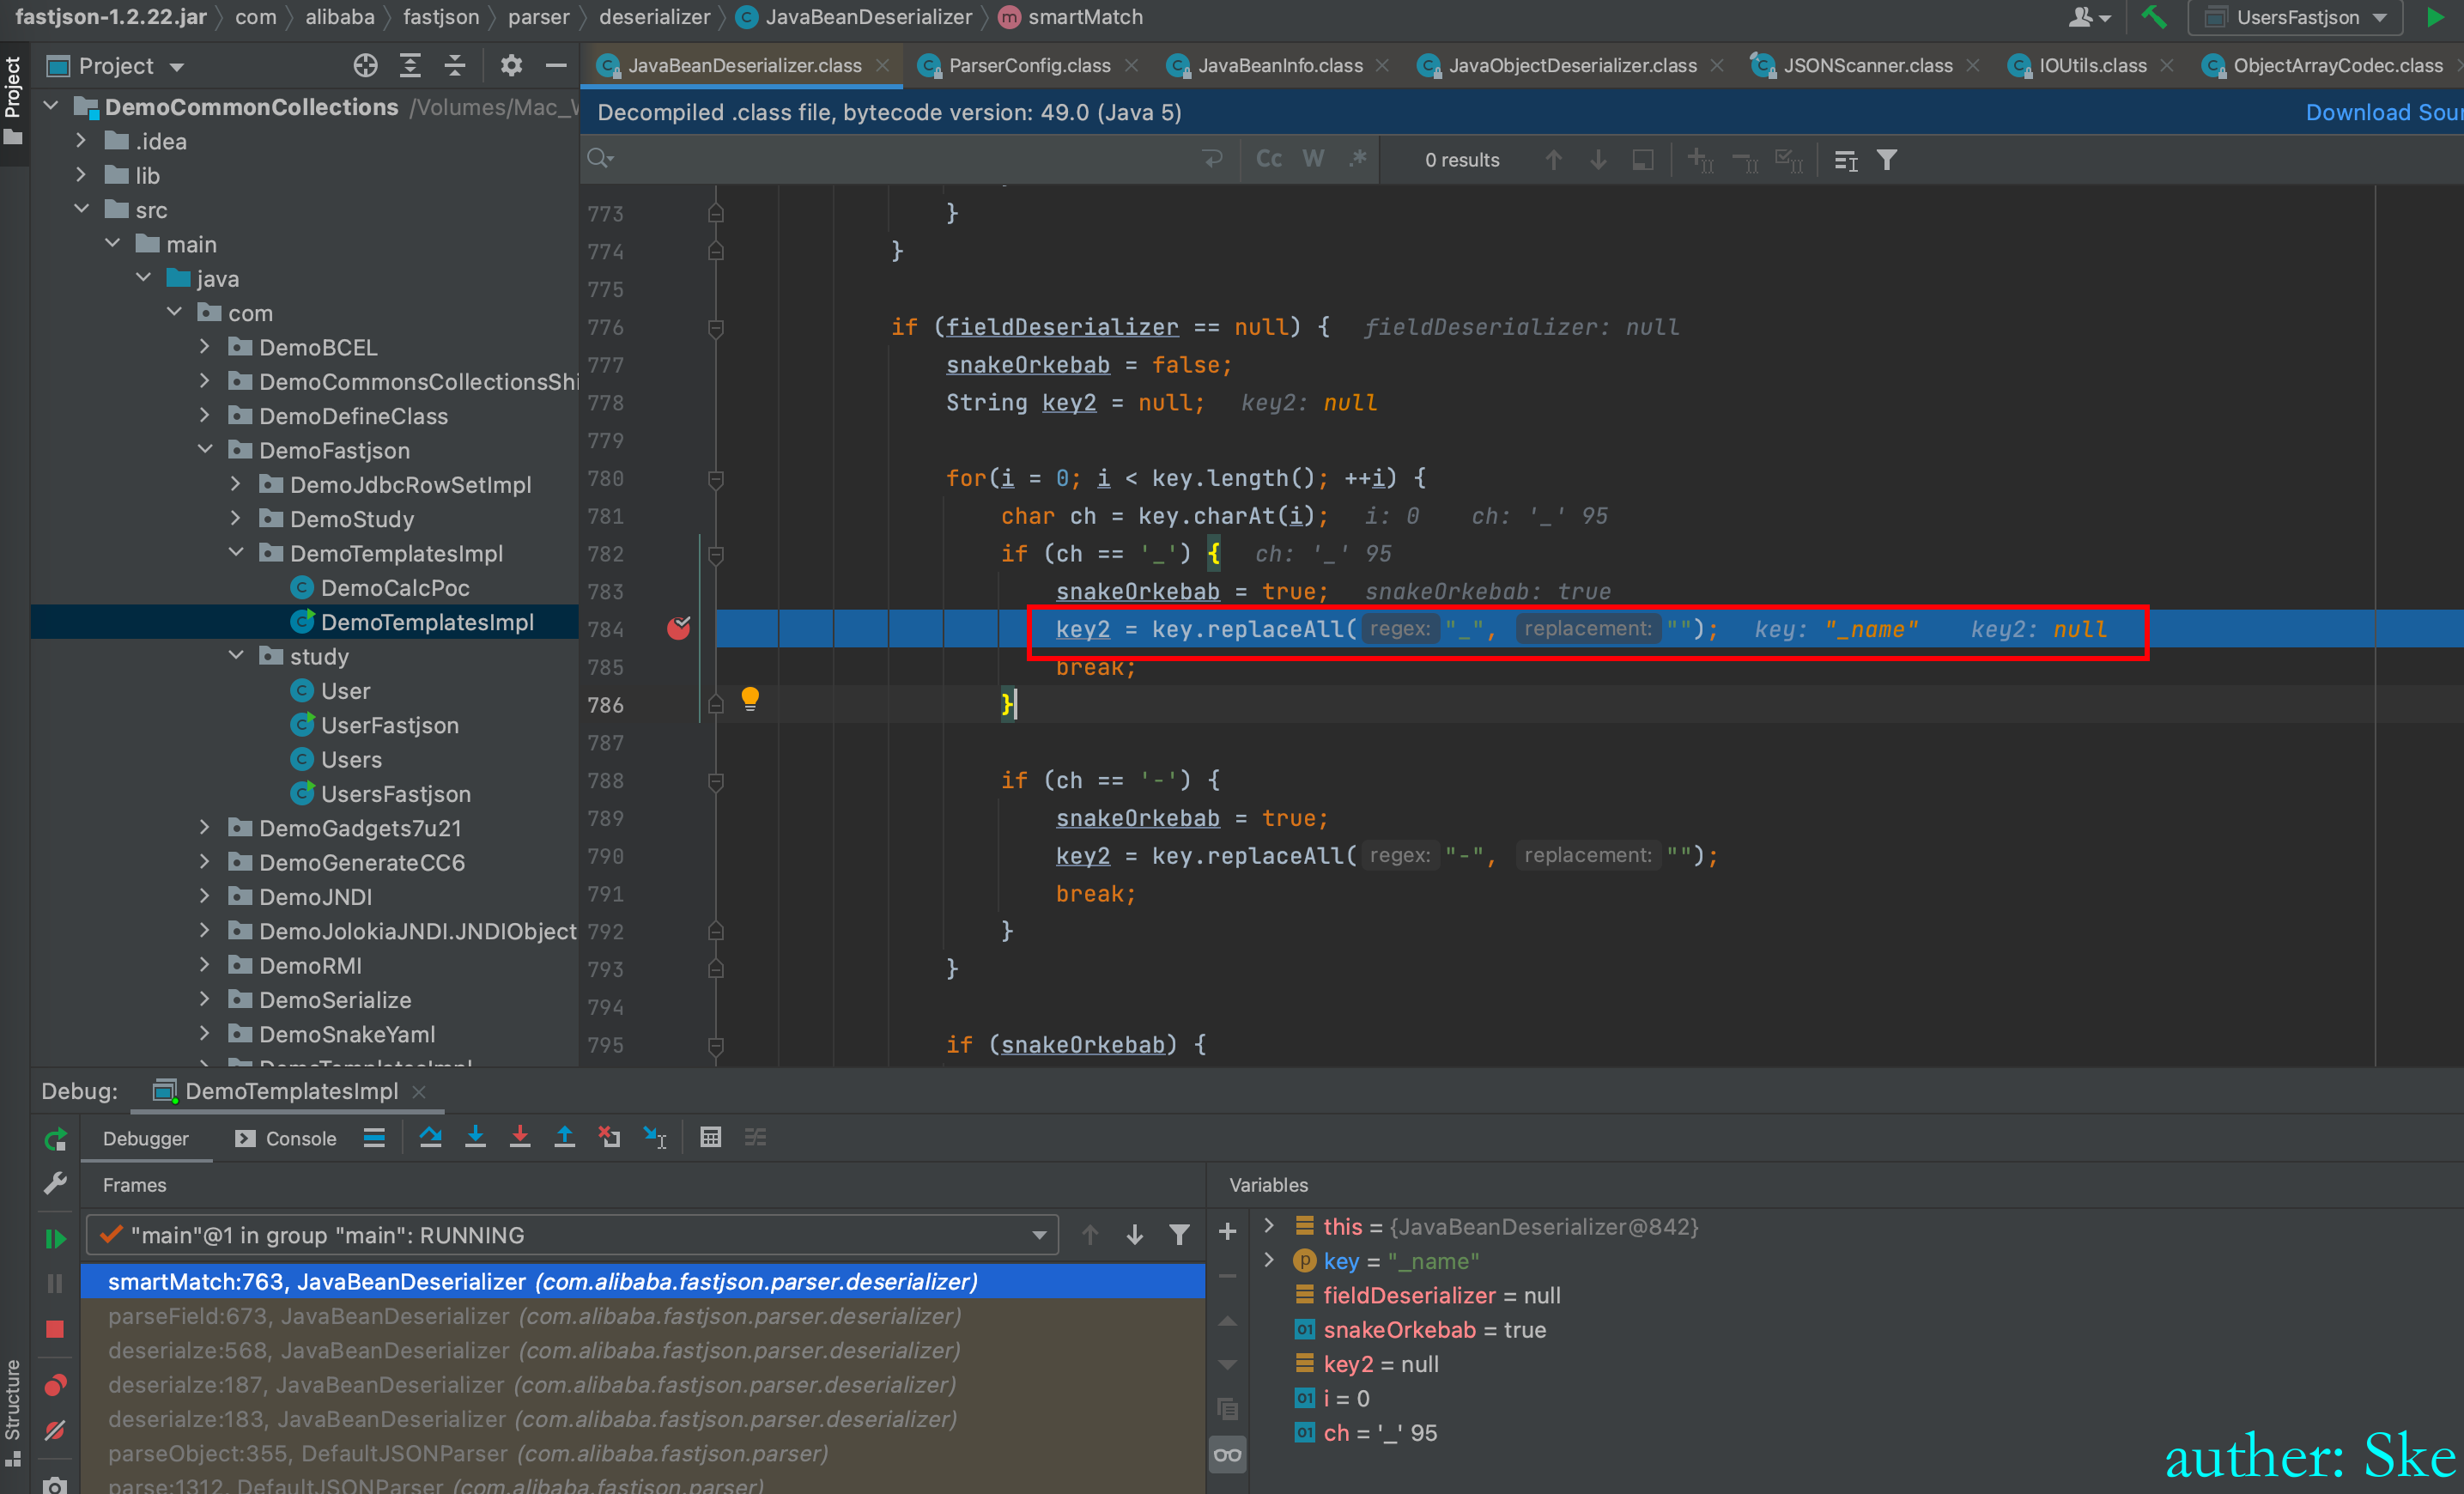 fastjson-1.2.22.jar com alibaba fastjson parser deserializer JavaBeanDeserializer smartMatch UsersFastjson
Project
Project
JavaBeanDeserializer.class ParserConfig.class JavaBeanInfo.class JavaObjectDeserializer.class JSONScanner.class IOUtils.class ObjectArrayCodec.class
Decompiled .class file, bytecode version: 49.0 (Java 5) Download Sour
Cc W .* 0 results
DemoCommonCollections /Volumes/Mac_
.idea
lib
src
main
java
com
DemoBCEL
DemoCommonsCollectionsShi
DemoDefineClass
DemoFastjson
DemoJdbcRowSetImpl
DemoStudy
DemoTemplatesImpl
DemoCalcPoc
DemoTemplatesImpl
study
User
UserFastjson
Users
UsersFastjson
DemoGadgets7u21
DemoGenerateCC6
DemoJNDI
DemoJolokiaJNDI.JNDIObject
DemoRMI
DemoSerialize
DemoSnakeYaml
DemoTemplatesImpl
773 }
774 }
775
776 if (fieldDeserializer == null) { fieldDeserializer: null
777 snakeOrkebab = false;
778 String key2 = null; key2: null
779
780 for(i = 0; i < key.length(); ++i) {
781 char ch = key.charAt(i); i: 0 ch: '_' 95
782 if (ch == '_') { ch: '_' 95
783 snakeOrkebab = true; snakeOrkebab: true
784 key2 = key.replaceAll( regex: "_", replacement: ""); key: "_name" key2: null
785 break;
786 }
787
788 if (ch == '-') {
789 snakeOrkebab = true;
790 key2 = key.replaceAll( regex: "-", replacement: "");
791 break;
792 }
793 }
794
795 if (snakeOrkebab) {
Debug: DemoTemplatesImpl
Debugger Console
Frames
"main"@1 in group "main": RUNNING
smartMatch:763, JavaBeanDeserializer (com.alibaba.fastjson.parser.deserializer)
parseField:673, JavaBeanDeserializer (com.alibaba.fastjson.parser.deserializer)
deserialze:568, JavaBeanDeserializer (com.alibaba.fastjson.parser.deserializer)
deserialze:187, JavaBeanDeserializer (com.alibaba.fastjson.parser.deserializer)
deserialze:183, JavaBeanDeserializer (com.alibaba.fastjson.parser.deserializer)
parseObject:355, DefaultJSONParser (com.alibaba.fastjson.parser)
parse:1312, DefaultJSONParser (com.alibaba.fastjson.parser)
Variables
this = {JavaBeanDeserializer@842}
p key = "_name"
fieldDeserializer = null
01 snakeOrkebab = true
key2 = null
01 i = 0
01 ch = '_' 95
Structure
auther: Ske